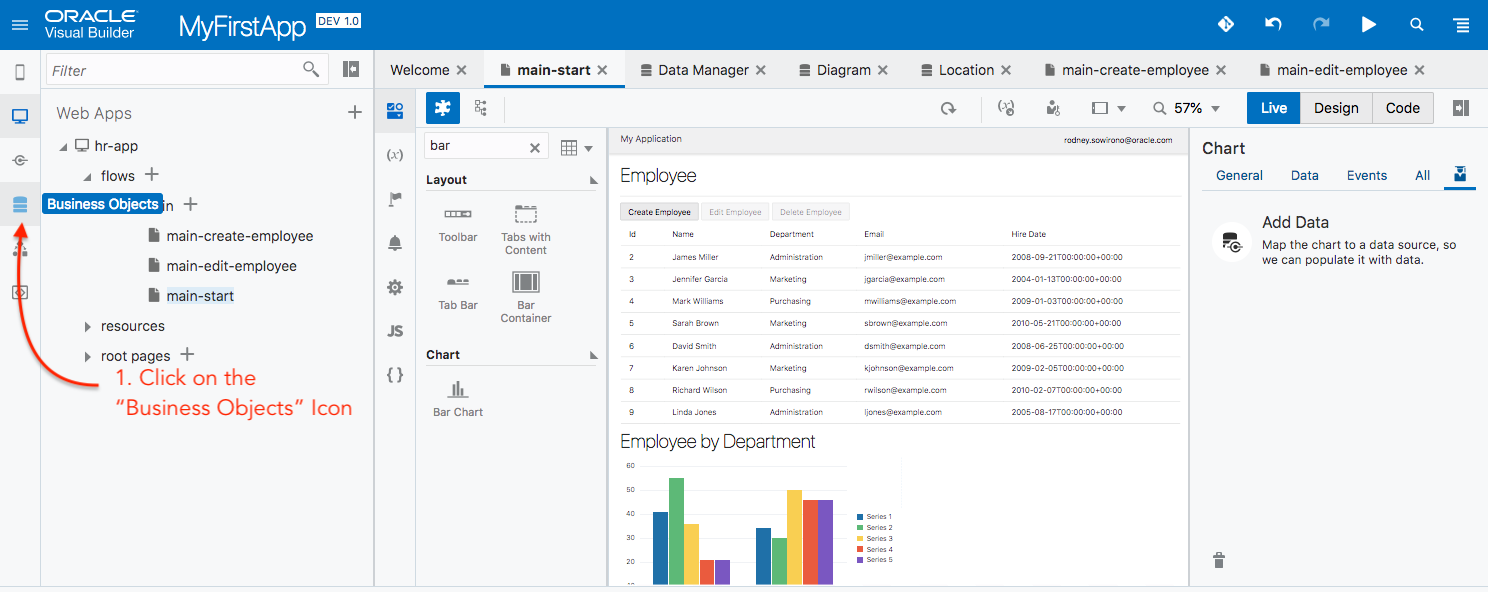 ORACLE
Visual Builder
MyFirstApp DEV 1.0
Filter
Web Apps
hr-app
flows
Business Objects
in
main-create-employee
main-edit-employee
main-start
resources
root pages
1. Click on the
“Business Objects” Icon
Welcome
main-start
Data Manager
Diagram
Location
main-create-employee
main-edit-employee
57%
Live Design Code
(x)
JS
{ }
bar
Layout
Toolbar
Tabs with
Content
Tab Bar
Bar
Container
Chart
Bar Chart
My Application rodney.sowirono@oracle.com
Employee
Create Employee Edit Employee Delete Employee
Id Name Department Email Hire Date
2 James Miller Administration jmiller@example.com 2008-09-21T00:00:00+00:00
3 Jennifer Garcia Marketing jgarcia@example.com 2004-01-13T00:00:00+00:00
4 Mark Williams Purchasing mwilliams@example.com 2009-01-03T00:00:00+00:00
5 Sarah Brown Marketing sbrown@example.com 2010-05-21T00:00:00+00:00
6 David Smith Administration dsmith@example.com 2008-06-25T00:00:00+00:00
7 Karen Johnson Marketing kjohnson@example.com 2009-02-05T00:00:00+00:00
8 Richard Wilson Purchasing rwilson@example.com 2010-02-07T00:00:00+00:00
9 Linda Jones Administration ljones@example.com 2005-08-17T00:00:00+00:00
Employee by Department
60
50
40
30
20
Series 1
Series 2
Series 3
Series 4
Series 5
Chart
General Data Events All
Add Data
Map the chart to a data source, so
we can populate it with data.